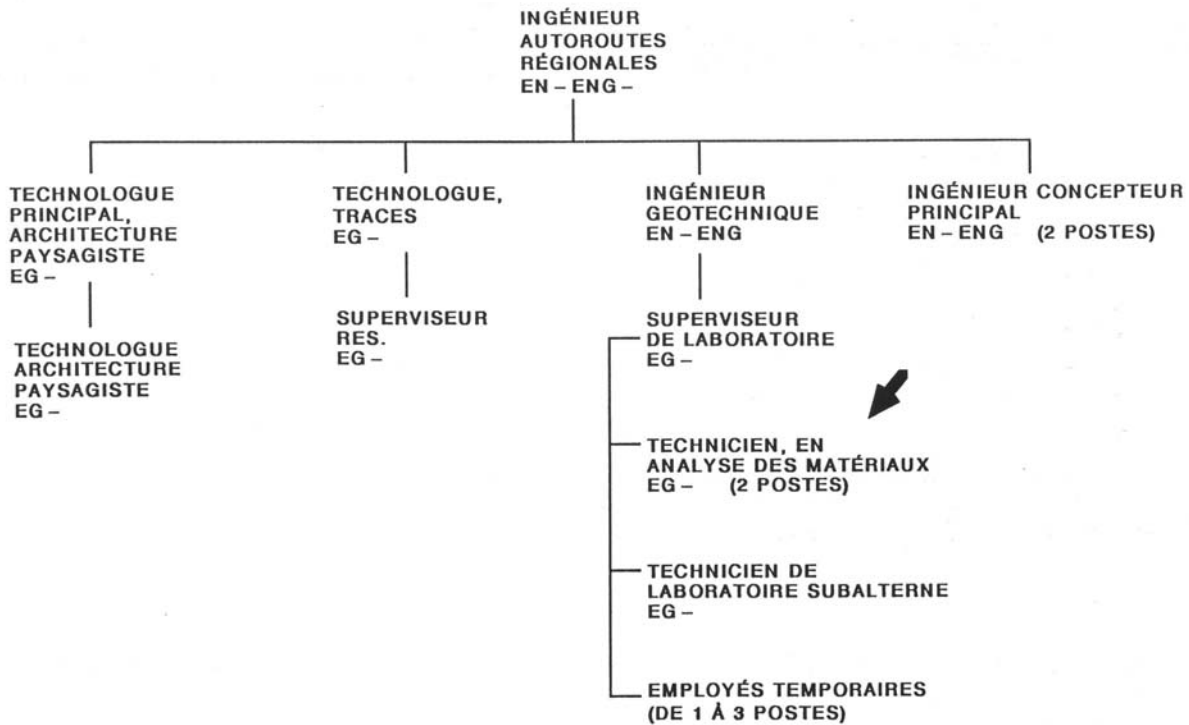 INGÉNIEUR
AUTOROUTES
RÉGIONALES
EN – ENG –
TECHNOLOGUE
PRINCIPAL,
ARCHITECTURE
PAYSAGISTE
EG –
TECHNOLOGUE,
TRACES
EG –
INGÉNIEUR
GEOTECHNIQUE
EN – ENG
INGÉNIEUR CONCEPTEUR
PRINCIPAL
EN – ENG (2 POSTES)
TECHNOLOGUE
ARCHITECTURE
PAYSAGISTE
EG –
SUPERVISEUR
RES.
EG –
SUPERVISEUR
DE LABORATOIRE
EG –
TECHNICIEN, EN
ANALYSE DES MATÉRIAUX
EG – (2 POSTES)
TECHNICIEN DE
LABORATOIRE SUBALTERNE
EG –
EMPLOYÉS TEMPORAIRES
(DE 1 À 3 POSTES)